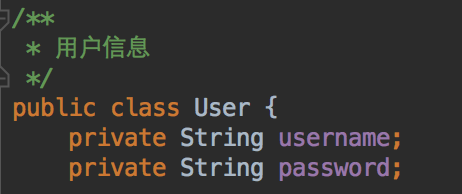 /**
 * 用户信息
 */
public class User {
    private String username;
    private String password;